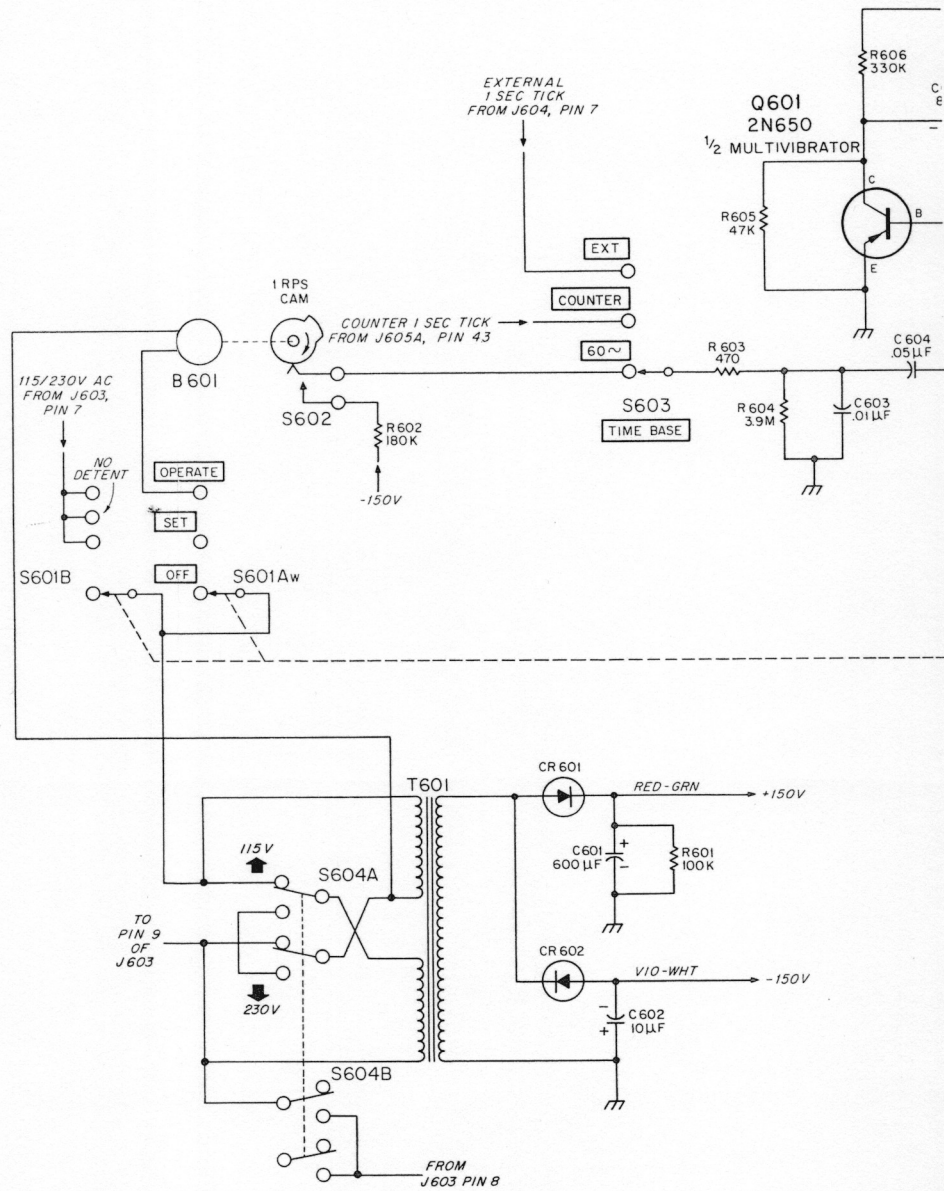 R606
330K
EXTERNAL
1 SEC TICK
FROM J604, PIN 7
Q601
2N650
1/2 MULTIVIBRATOR
C
8
–
C
B
E
R605
47K
EXT
1 RPS
CAM
COUNTER
COUNTER 1 SEC TICK
FROM J605A, PIN 43
60~
R 603
470
C 604
.05µF
B 601
115/230V AC
FROM J603,
PIN 7
S603
TIME BASE
R 604
3.9M
C603
.01µF
S602
R602
180K
-150V
NO
DETENT
OPERATE
SET
OFF
S601B
S601Aw
T601
CR 601
RED-GRN
+150V
115V
S604A
C601
600µF
+
–
R601
100K
TO
PIN 9
OF
J603
CR 602
VIO-WHT
-150V
230V
–
+
C 602
10µF
S604B
FROM
J603 PIN 8